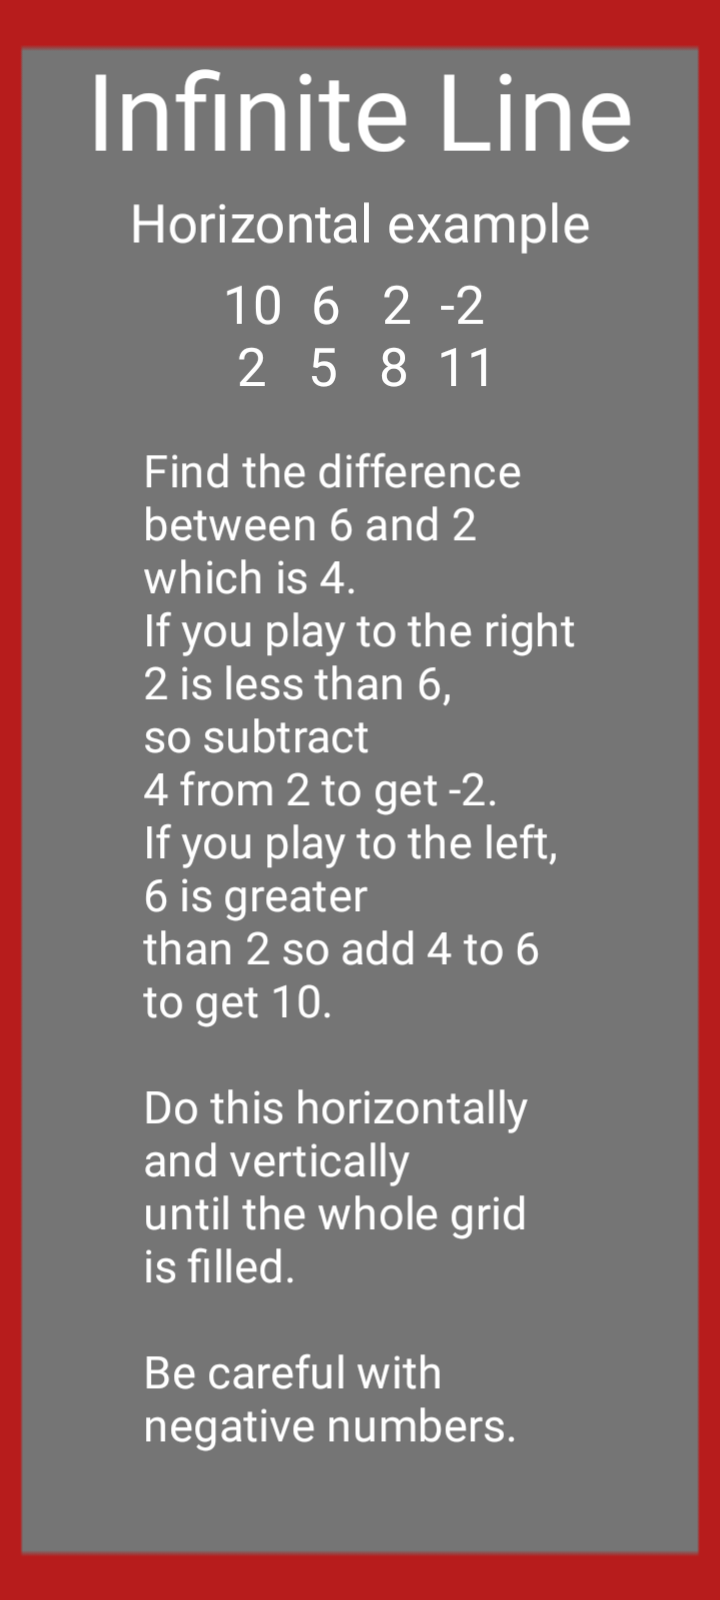 Infinite Line
Horizontal example
10 6 2 -2
2 5 8 11
Find the difference
between 6 and 2
which is 4.
If you play to the right
2 is less than 6,
so subtract
4 from 2 to get -2.
If you play to the left,
6 is greater
than 2 so add 4 to 6
to get 10.
Do this horizontally
and vertically
until the whole grid
is filled.
Be careful with
negative numbers.